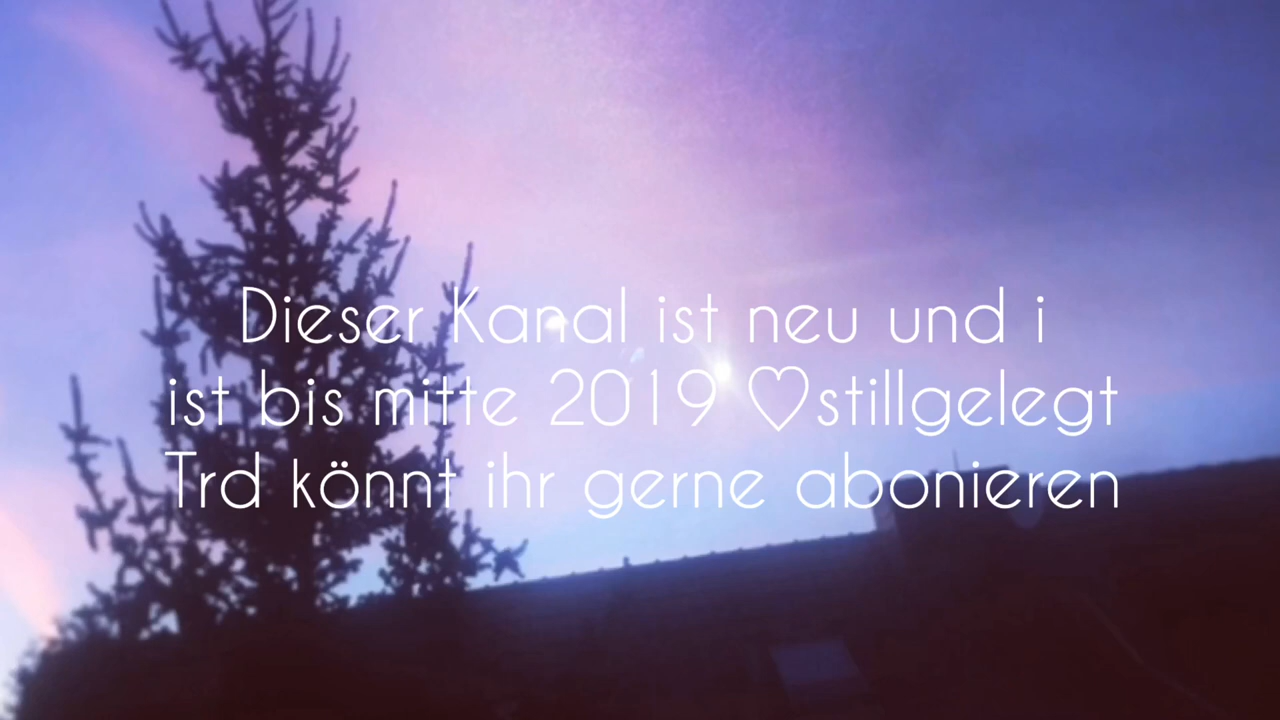 Dieser Kanal ist neu und i
ist bis mitte 2019 ♡stillgelegt
Trd könnt ihr gerne abonieren